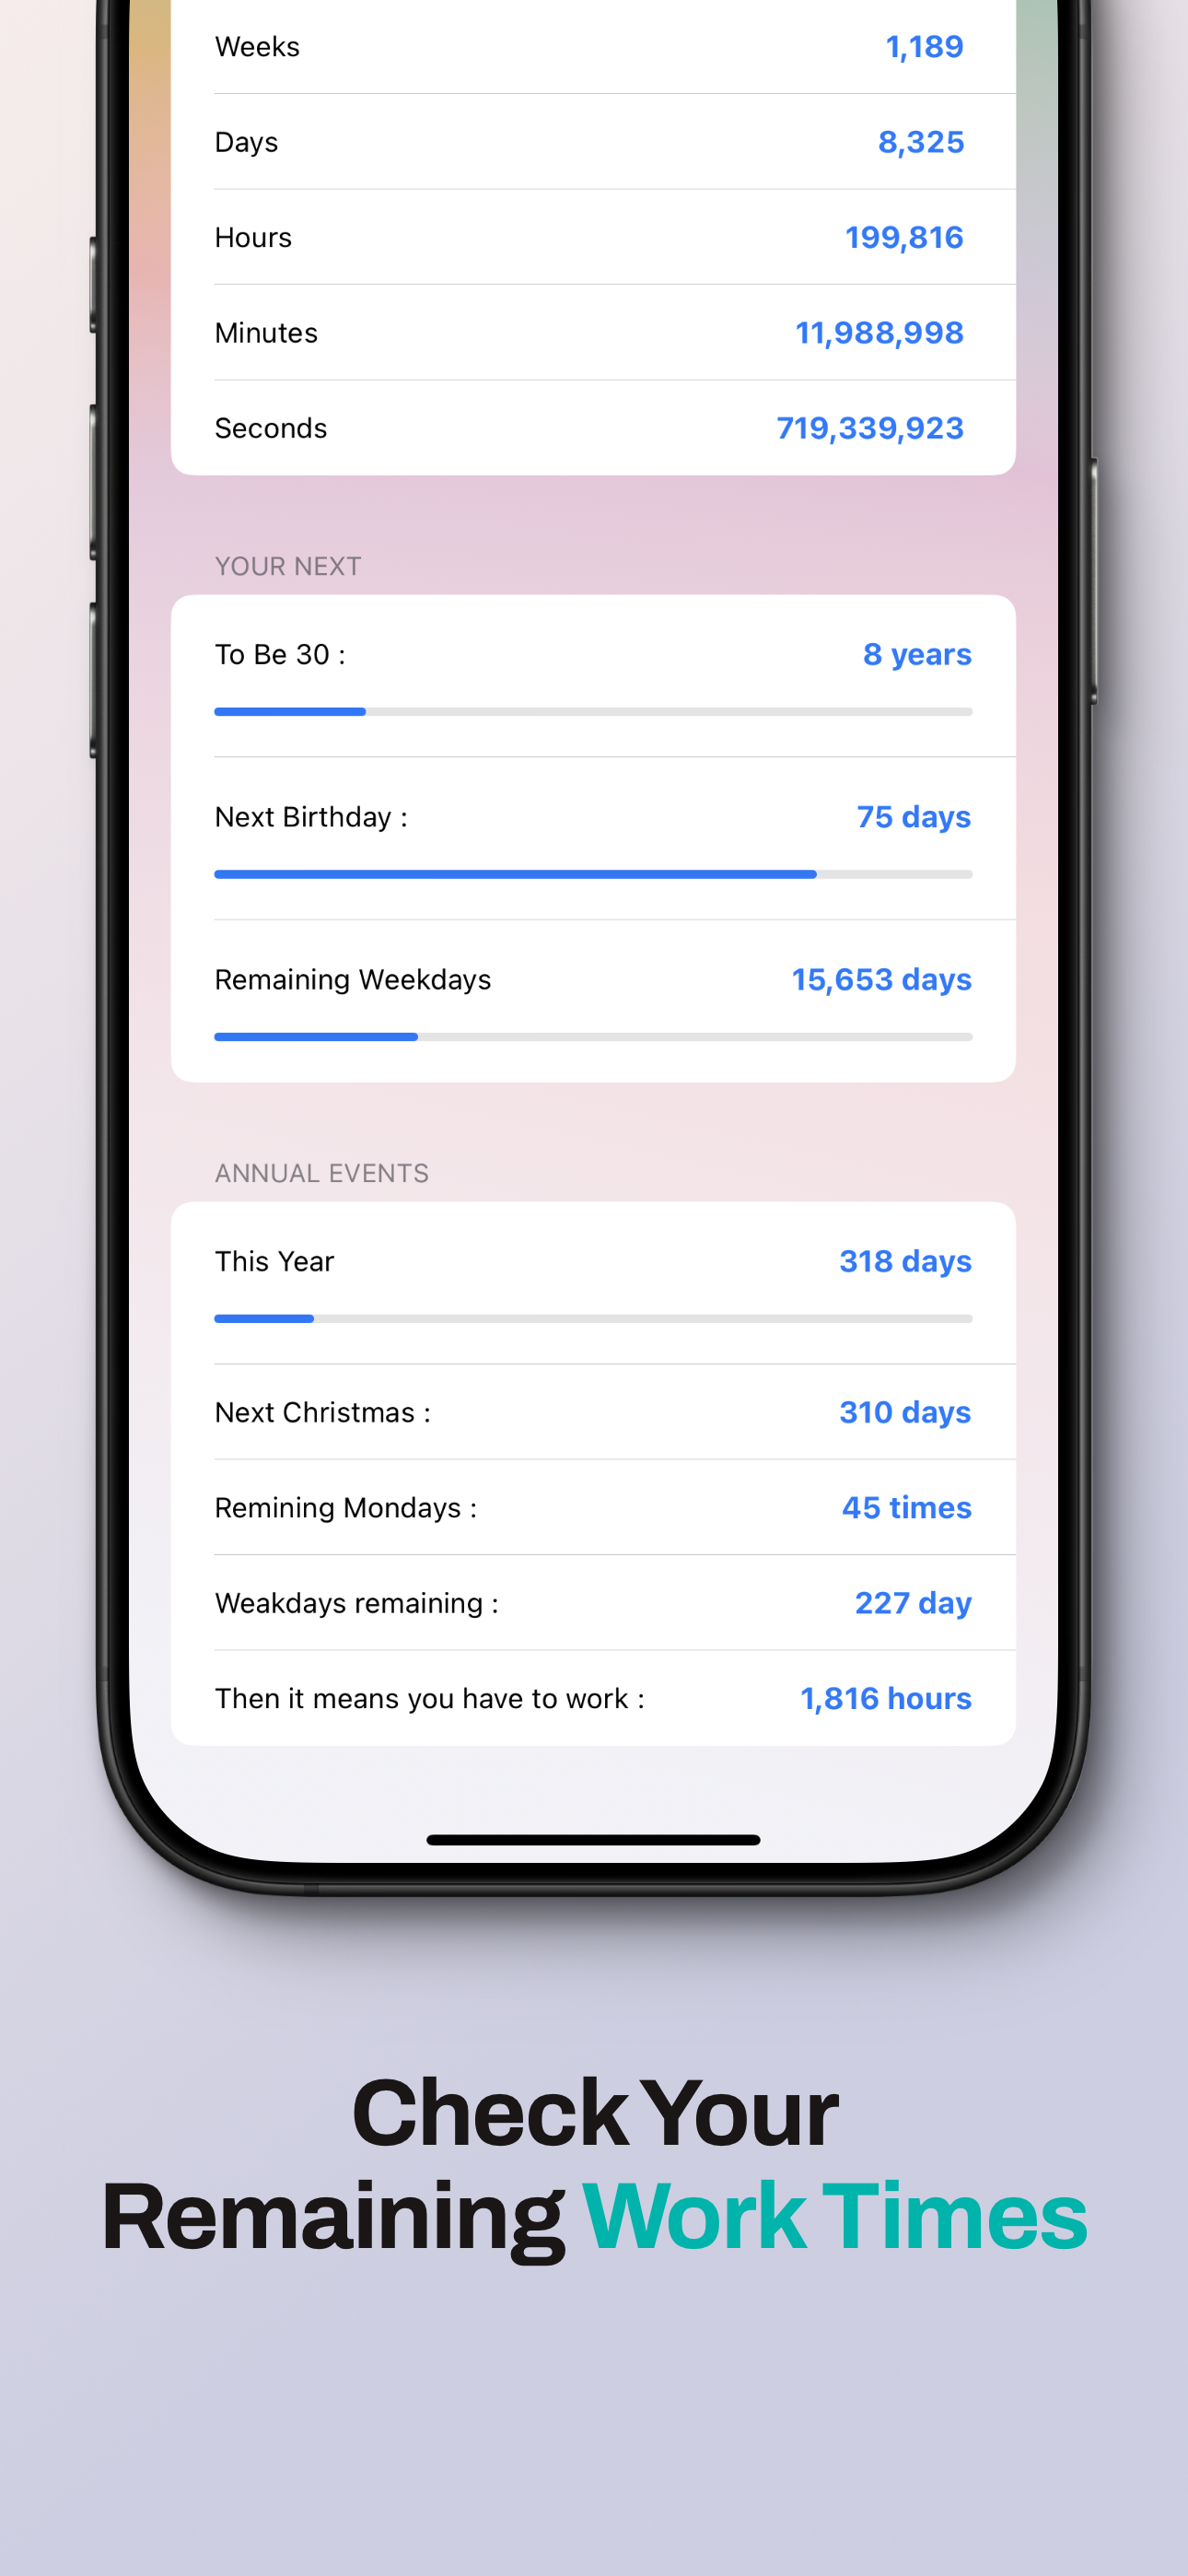 Weeks 1,189
Days 8,325
Hours 199,816
Minutes 11,988,998
Seconds 719,339,923
YOUR NEXT
To Be 30 : 8 years
Next Birthday : 75 days
Remaining Weekdays 15,653 days
ANNUAL EVENTS
This Year 318 days
Next Christmas : 310 days
Remining Mondays : 45 times
Weakdays remaining : 227 day
Then it means you have to work : 1,816 hours
Check Your
Remaining Work Times